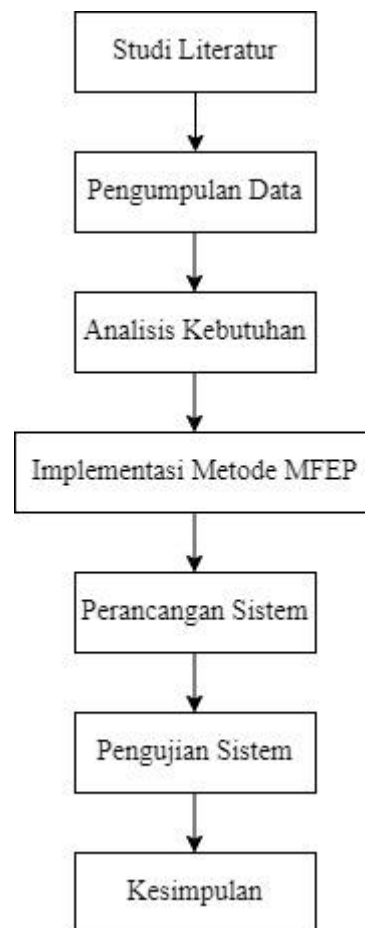 Studi Literatur
Pengumpulan Data
Analisis Kebutuhan
Implementasi Metode MFEP
Perancangan Sistem
Pengujian Sistem
Kesimpulan